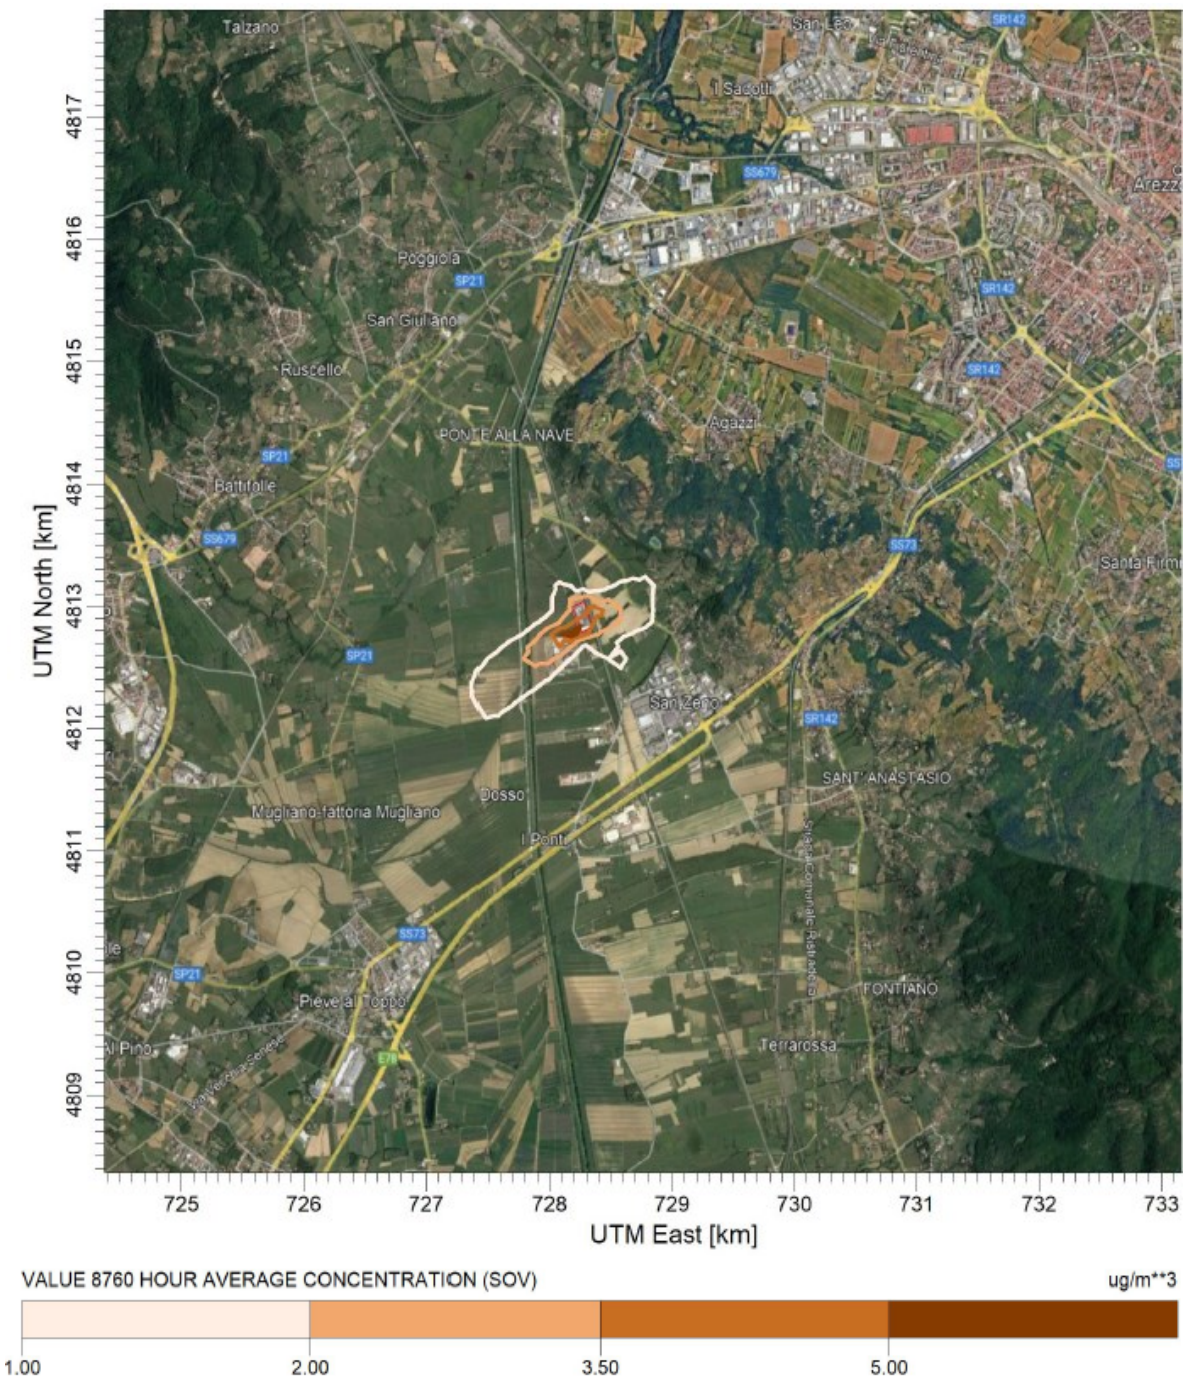 Talzano
San Leo
SR142
4817
I Sadotti
SS679
Arezz
4816
Poggiola
SP21
SR142
San Giuliano
4815
Ruscello
SR142
Agazzi
PONTE ALLA NAVE
SP21
4814
Battifolle
SS679
SS73
Santa Firmi
4813
SP21
San Zeno
4812
SR142
SANT' ANASTASIO
Dosso
Mugliano-fattoria Mugliano
4811
I Ponti
SS73
4810
SP21
FONTIANO
Pieve al Toppo
Al Pino
Terrarossa
E78
4809
UTM North [km]
725 726 727 728 729 730 731 732 733
UTM East [km]
VALUE 8760 HOUR AVERAGE CONCENTRATION (SOV) ug/m**3
1.00 2.00 3.50 5.00